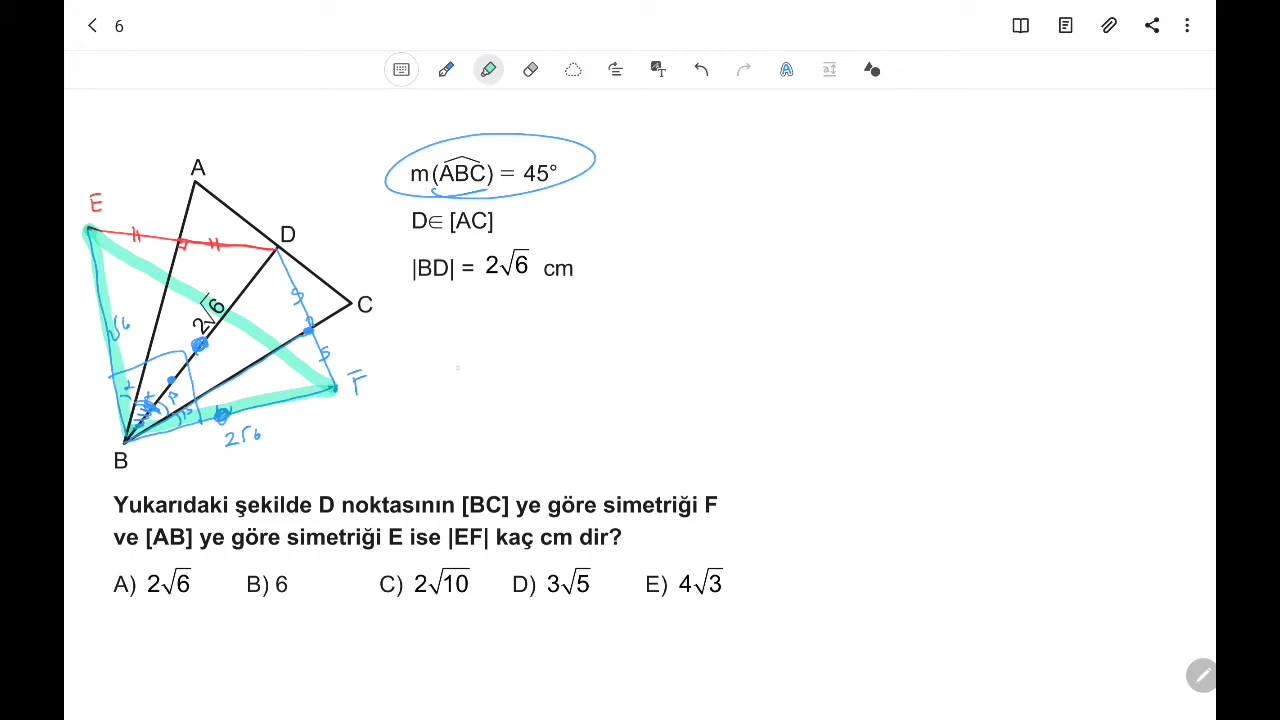 6
A
E
D
C
F
B
2√6
√6
2√6
m(ABC) = 45°
D∈ [AC]
|BD| = 2√6 cm
Yukarıdaki şekilde D noktasının [BC] ye göre simetriği F
ve [AB] ye göre simetriği E ise |EF| kaç cm dir?
A) 2√6 B) 6 C) 2√10 D) 3√5 E) 4√3